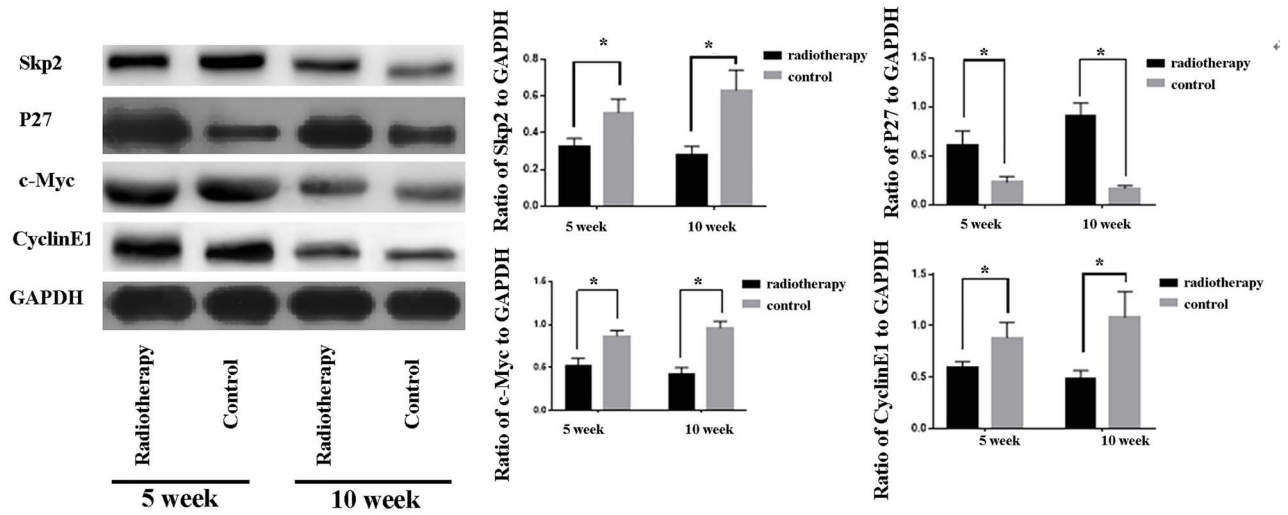 Skp2
P27
c-Myc
CyclinE1
GAPDH
Radiotherapy
Control
Radiotherapy
Control
5 week
10 week
Ratio of Skp2 to GAPDH
0.8
0.6
0.4
0.2
0.0
*
*
radiotherapy
control
5 week
10 week
Ratio of P27 to GAPDH
1.5
1.0
0.5
0.0
*
*
radiotherapy
control
5 week
10 week
Ratio of c-Myc to GAPDH
1.5
1.0
0.5
0.0
*
*
radiotherapy
control
5 week
10 week
Ratio of CyclinE1 to GAPDH
1.5
1.0
0.5
0.0
*
*
radiotherapy
control
5 week
10 week